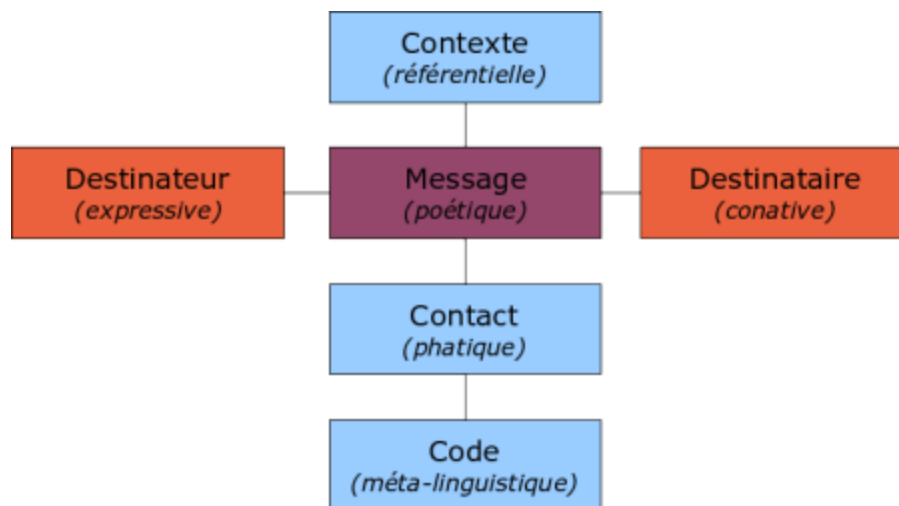 Contexte
(référentielle)
Destinateur
(expressive)
Message
(poétique)
Destinataire
(conative)
Contact
(phatique)
Code
(méta-linguistique)